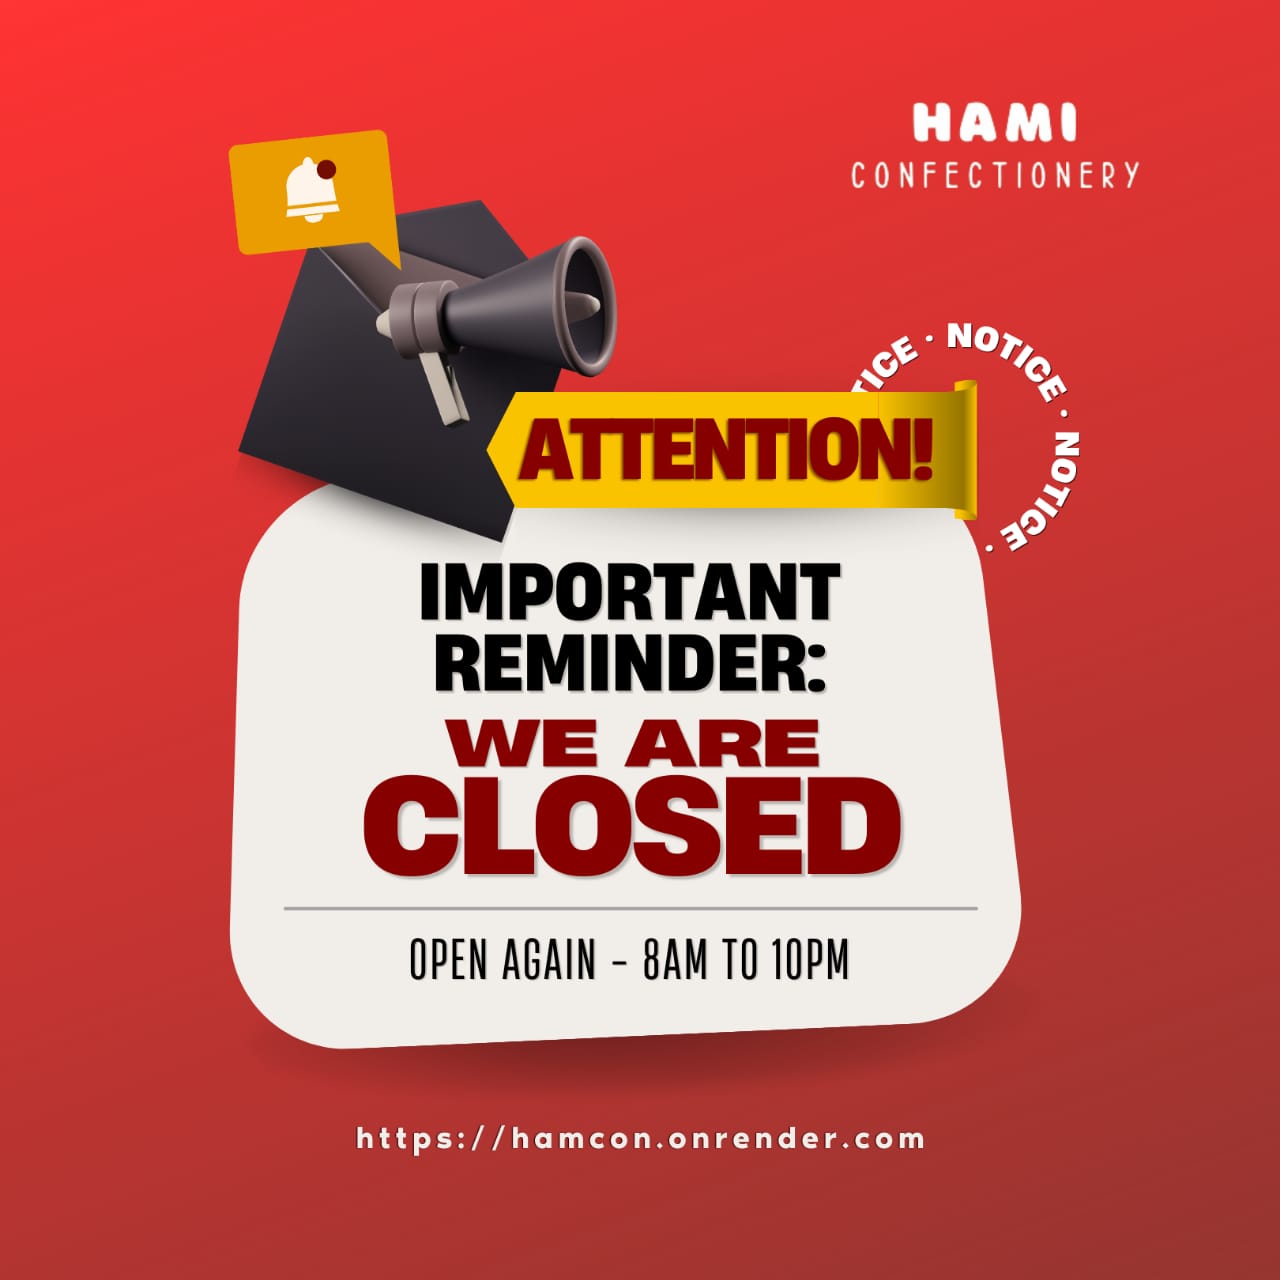 HAMI
CONFECTIONERY
NOTICE · NOTICE ·
ATTENTION!
IMPORTANT
REMINDER:
WE ARE
CLOSED
OPEN AGAIN – 8AM TO 10PM
https://hamcon.onrender.com